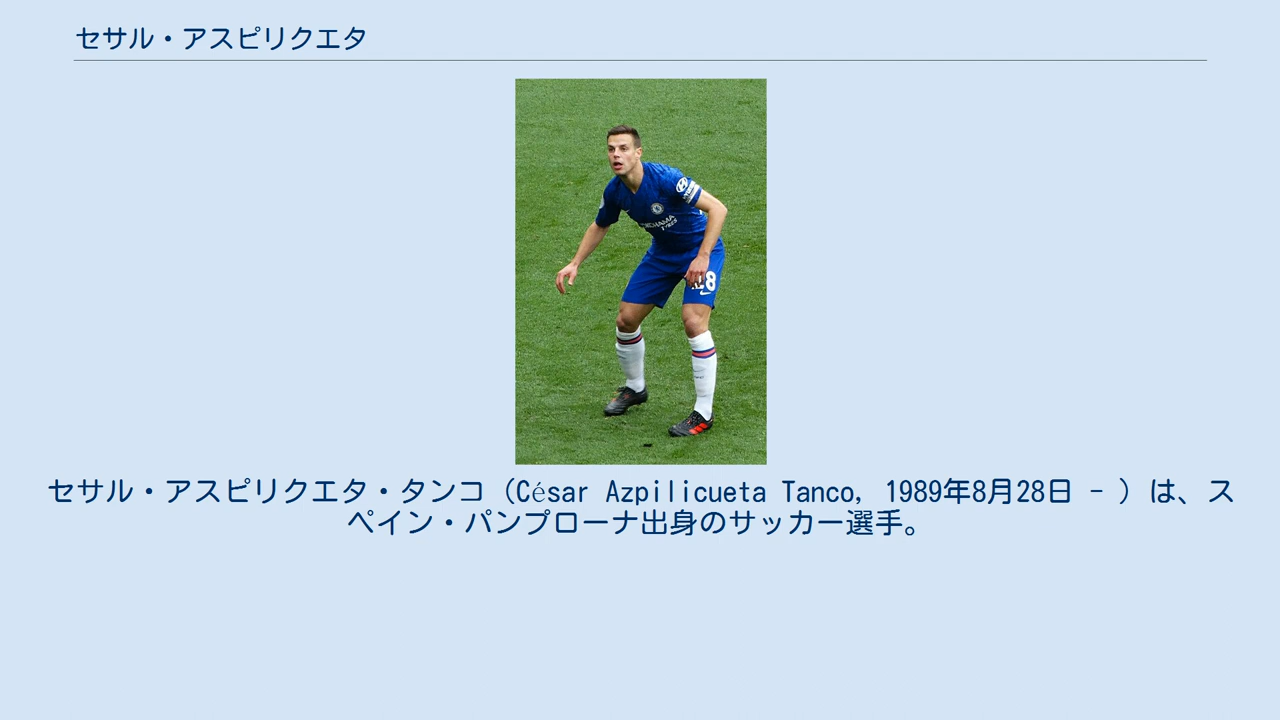 セサル・アスピリクエタ
28
セサル・アスピリクエタ・タンコ（César Azpilicueta Tanco, 1989年8月28日 - ）は、ス
ペイン・パンプローナ出身のサッカー選手。